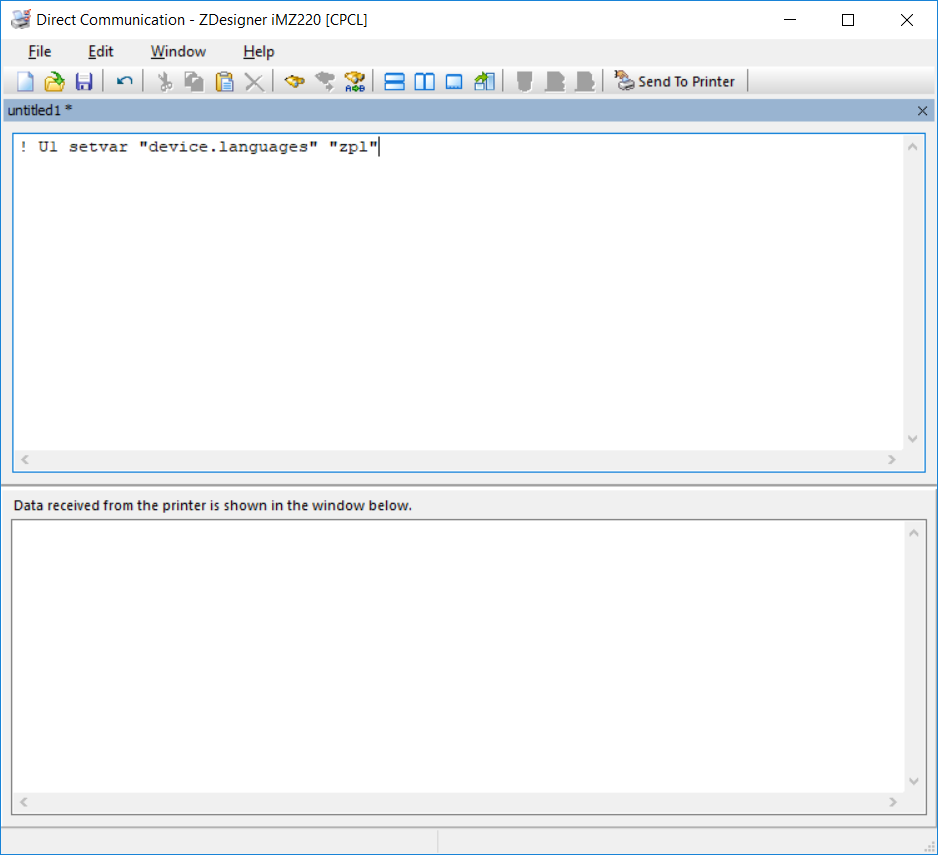 Direct Communication - ZDesigner iMZ220 [CPCL]
File Edit Window Help
A B Send To Printer
untitled1 *
! U1 setvar "device.languages" "zpl"
Data received from the printer is shown in the window below.